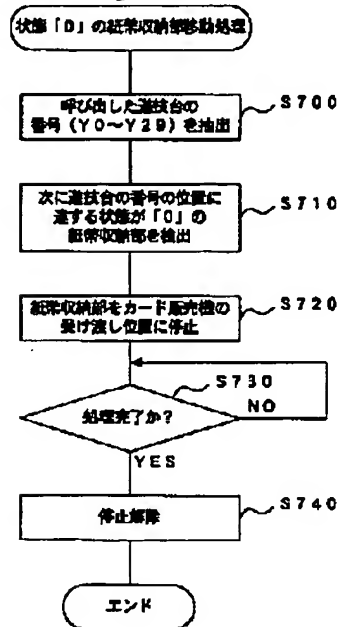 状態「0」の紙幣収納部移動処理
呼び出しした遊技台の
番号(Y0～Y29)を抽出
S700
次に遊技台の番号の位置に
達する状態が「0」の
紙幣収納部を検出
S710
紙幣収納部をカード販売機の
受け渡し位置に停止
S720
S730
処理完了か?
NO
YES
停止解除
S740
エンド